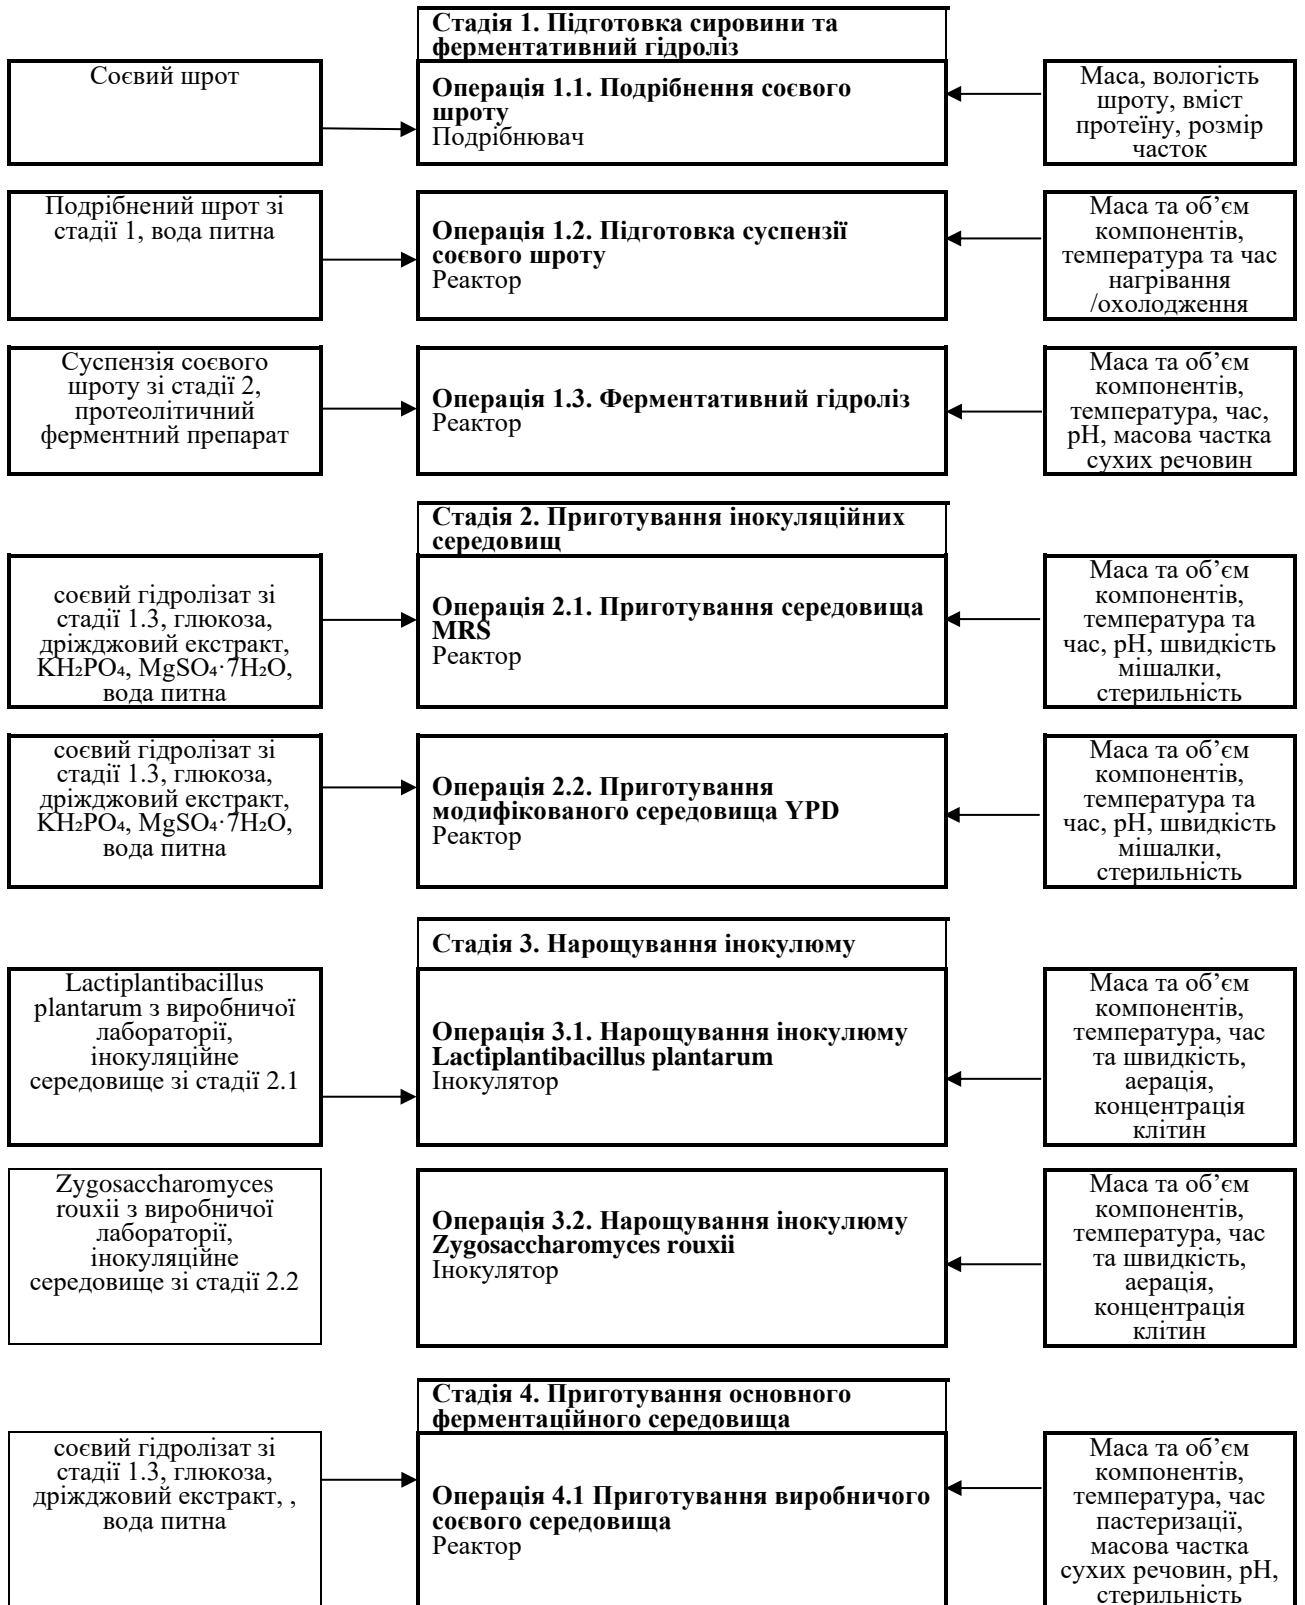 Стадія 1. Підготовка сировини та
ферментативний гідроліз
Соєвий шрот
Операція 1.1. Подрібнення соєвого
шроту
Подрібнювач
Маса, вологість
шроту, вміст
протеїну, розмір
часток
Подрібнений шрот зі
стадії 1, вода питна
Операція 1.2. Підготовка суспензії
соєвого шроту
Реактор
Маса та об’єм
компонентів,
температура та час
нагрівання
/охолодження
Суспензія соєвого
шроту зі стадії 2,
протеолітичний
ферментний препарат
Операція 1.3. Ферментативний гідроліз
Реактор
Маса та об’єм
компонентів,
температура, час,
pH, масова частка
сухих речовин
Стадія 2. Приготування інокуляційних
середовищ
соєвий гідролізат зі
стадії 1.3, глюкоза,
дріжджовий екстракт,
KH₂PO₄, MgSO₄·7H₂O,
вода питна
Операція 2.1. Приготування середовища
MRS
Реактор
Маса та об’єм
компонентів,
температура та
час, pH, швидкість
мішалки,
стерильність
соєвий гідролізат зі
стадії 1.3, глюкоза,
дріжджовий екстракт,
KH₂PO₄, MgSO₄·7H₂O,
вода питна
Операція 2.2. Приготування
модифікованого середовища YPD
Реактор
Маса та об’єм
компонентів,
температура та
час, pH, швидкість
мішалки,
стерильність
Стадія 3. Нарощування інокулюму
Lactiplantibacillus
plantarum з виробничої
лабораторії,
інокуляційне
середовище зі стадії 2.1
Операція 3.1. Нарощування інокулюму
Lactiplantibacillus plantarum
Інокулятор
Маса та об’єм
компонентів,
температура, час
та швидкість,
аерація,
концентрація
клітин
Zygosaccharomyces
rouxii з виробничої
лабораторії,
інокуляційне
середовище зі стадії 2.2
Операція 3.2. Нарощування інокулюму
Zygosaccharomyces rouxii
Інокулятор
Маса та об’єм
компонентів,
температура, час
та швидкість,
аерація,
концентрація
клітин
Стадія 4. Приготування основного
ферментаційного середовища
соєвий гідролізат зі
стадії 1.3, глюкоза,
дріжджовий екстракт, ,
вода питна
Операція 4.1 Приготування виробничого
соєвого середовища
Реактор
Маса та об’єм
компонентів,
температура, час
пастеризації,
масова частка
сухих речовин, pH,
стерильність